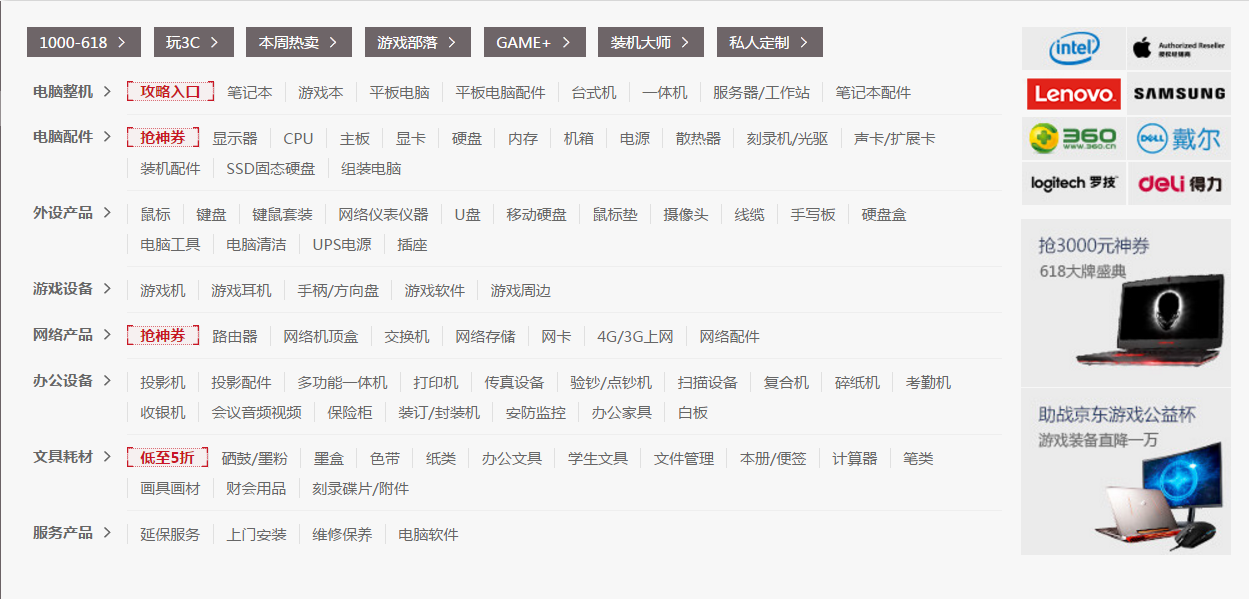 1000-618 玩3C 本周热卖 游戏部落 GAME+ 装机大师 私人定制
电脑整机 攻略入口 笔记本 游戏本 平板电脑 平板电脑配件 台式机 一体机 服务器/工作站 笔记本配件
电脑配件 抢神券 显示器 CPU 主板 显卡 硬盘 内存 机箱 电源 散热器 刻录机/光驱 声卡/扩展卡
装机配件 SSD固态硬盘 组装电脑
外设产品 鼠标 键盘 键鼠套装 网络仪表仪器 U盘 移动硬盘 鼠标垫 摄像头 线缆 手写板 硬盘盒
电脑工具 电脑清洁 UPS电源 插座
游戏设备 游戏机 游戏耳机 手柄/方向盘 游戏软件 游戏周边
网络产品 抢神券 路由器 网络机顶盒 交换机 网络存储 网卡 4G/3G上网 网络配件
办公设备 投影机 投影配件 多功能一体机 打印机 传真设备 验钞/点钞机 扫描设备 复合机 碎纸机 考勤机
收银机 会议音频视频 保险柜 装订/封装机 安防监控 办公家具 白板
文具耗材 低至5折 硒鼓/墨粉 墨盒 色带 纸类 办公文具 学生文具 文件管理 本册/便签 计算器 笔类
画具画材 财会用品 刻录碟片/附件
服务产品 延保服务 上门安装 维修保养 电脑软件
intel
Authorized Reseller
授权经销商
Lenovo
SAMSUNG
360
www.360.cn
DELL 戴尔
logitech 罗技
deli 得力
抢3000元神券
618大牌盛典
助战京东游戏公益杯
游戏装备直降一万